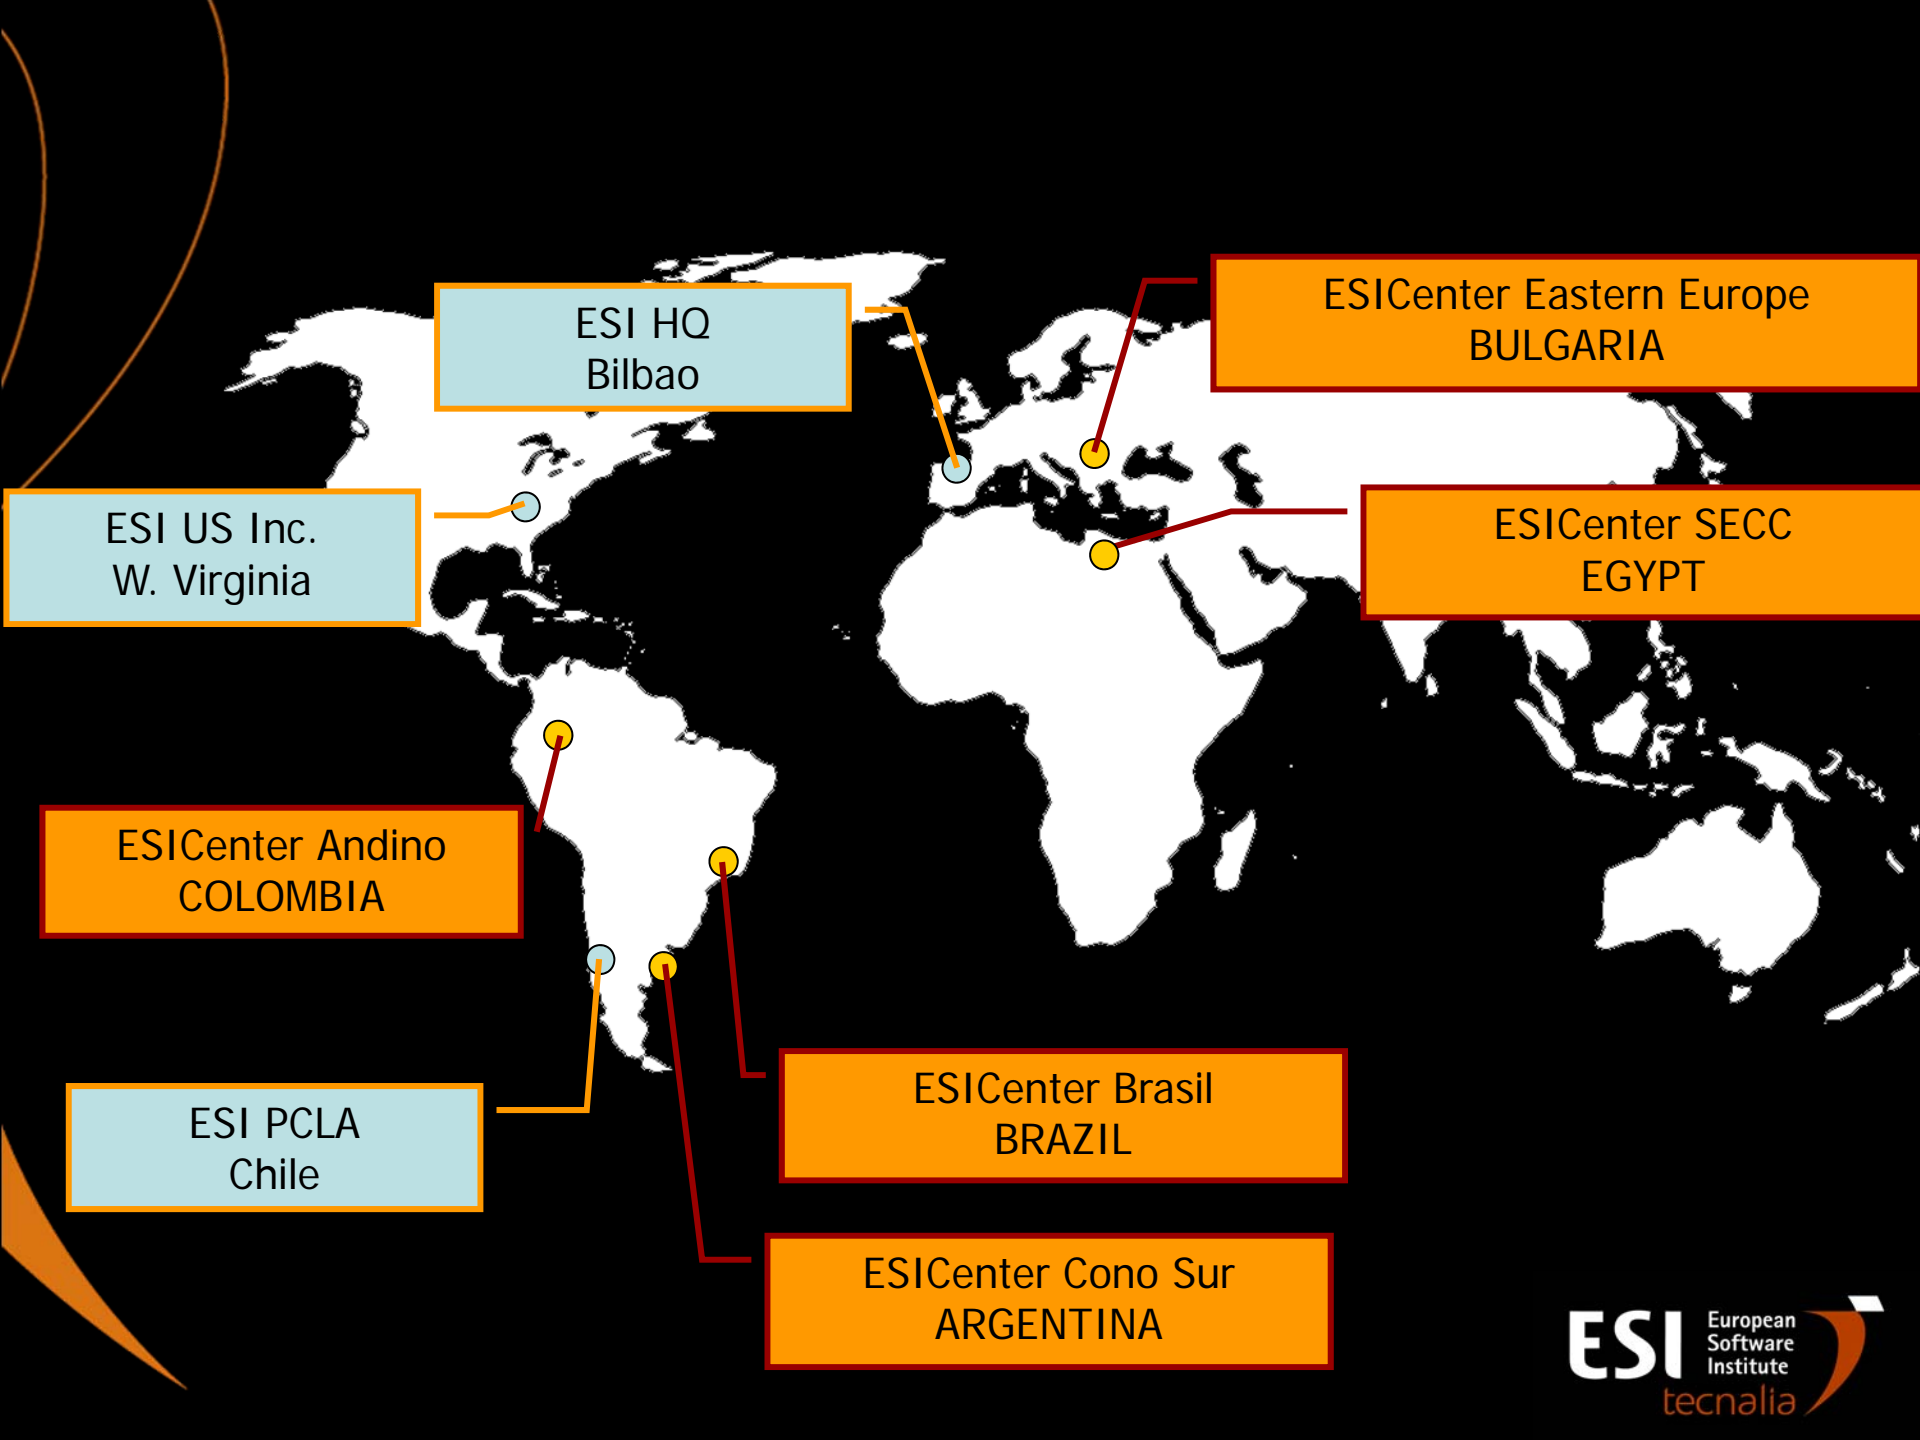 ESI HQ
Bilbao
ESICenter Eastern Europe
BULGARIA
ESI US Inc.
W. Virginia
ESICenter SECC
EGYPT
ESICenter Andino
COLOMBIA
ESI PCLA
Chile
ESICenter Brasil
BRAZIL
ESICenter Cono Sur
ARGENTINA
ESI
European
Software
Institute
tecnalia